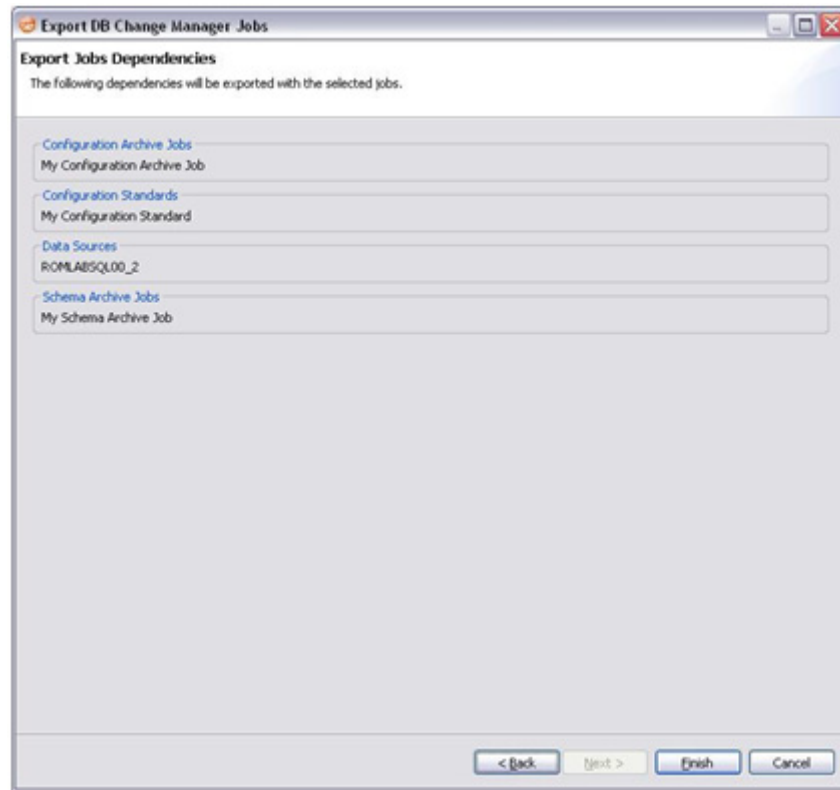 Export DB Change Manager Jobs
Export Jobs Dependencies
The following dependencies will be exported with the selected jobs.
Configuration Archive Jobs
My Configuration Archive Job
Configuration Standards
My Configuration Standard
Data Sources
ROMLABSQL00_2
Schema Archive Jobs
My Schema Archive Job
< Back Next > Finish Cancel